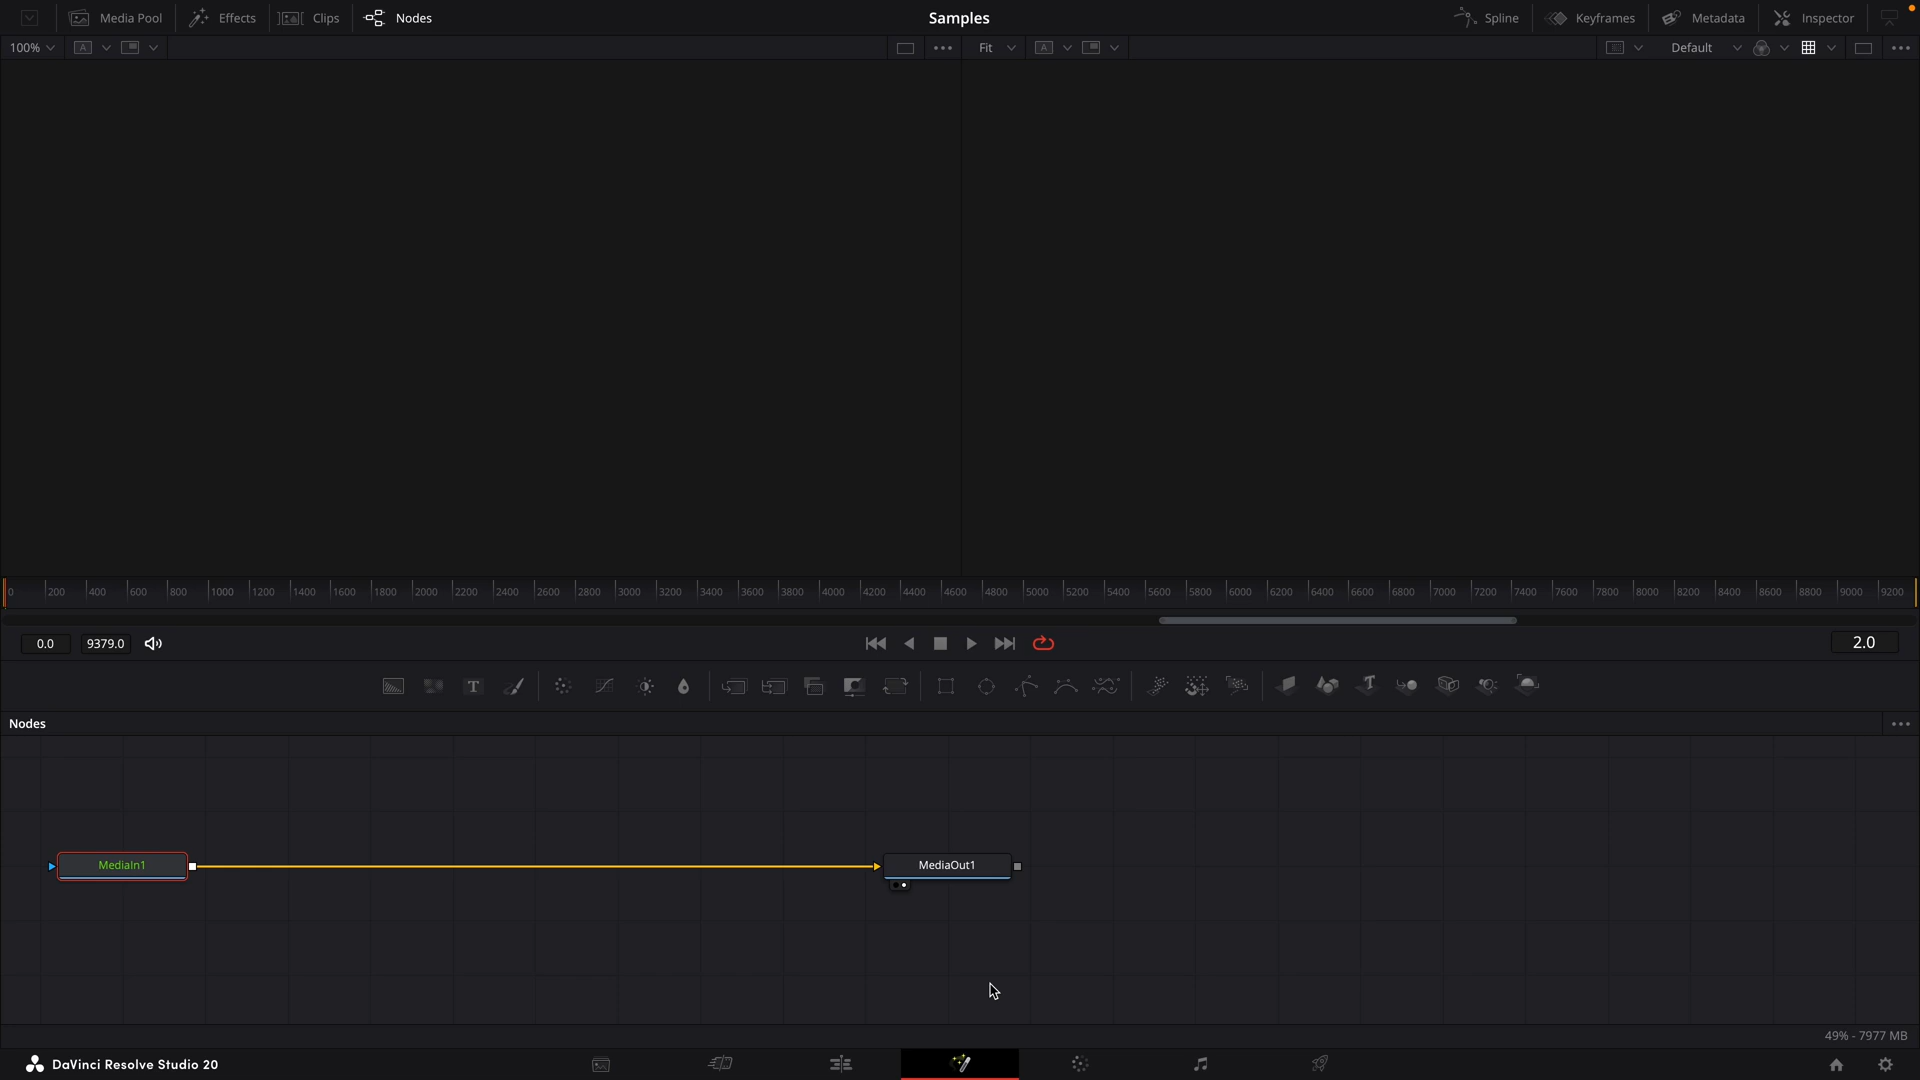 Media Pool Effects Clips Nodes Samples Spline Keyframes Metadata Inspector
100% A Fit A Default
0 200 400 600 800 1000 1200 1400 1600 1800 2000 2200 2400 2600 2800 3000 3200 3400 3600 3800 4000 4200 4400 4600 4800 5000 5200 5400 5600 5800 6000 6200 6400 6600 6800 7000 7200 7400 7600 7800 8000 8200 8400 8600 8800 9000 9200
0.0 9379.0 2.0
T T
Nodes
MediaIn1 MediaOut1
49% - 7977 MB
DaVinci Resolve Studio 20